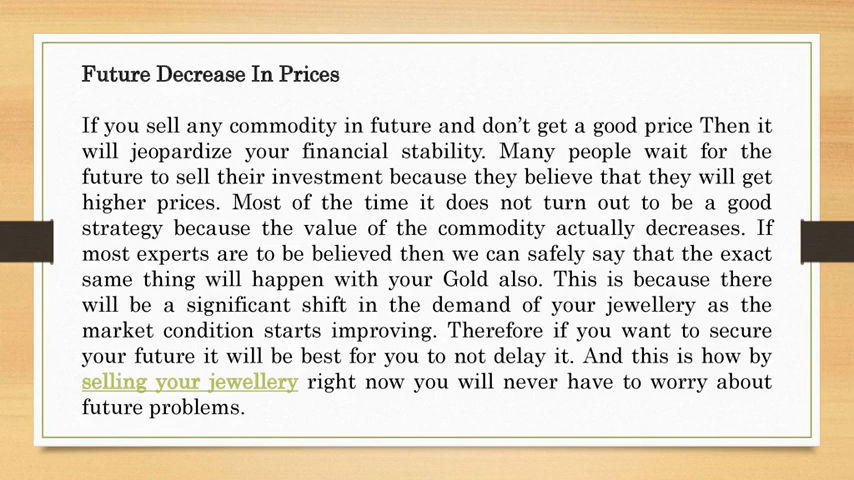 Future Decrease In Prices
If you sell any commodity in future and don’t get a good price Then it
will jeopardize your financial stability. Many people wait for the
future to sell their investment because they believe that they will get
higher prices. Most of the time it does not turn out to be a good
strategy because the value of the commodity actually decreases. If
most experts are to be believed then we can safely say that the exact
same thing will happen with your Gold also. This is because there
will be a significant shift in the demand of your jewellery as the
market condition starts improving. Therefore if you want to secure
your future it will be best for you to not delay it. And this is how by
selling your jewellery right now you will never have to worry about
future problems.